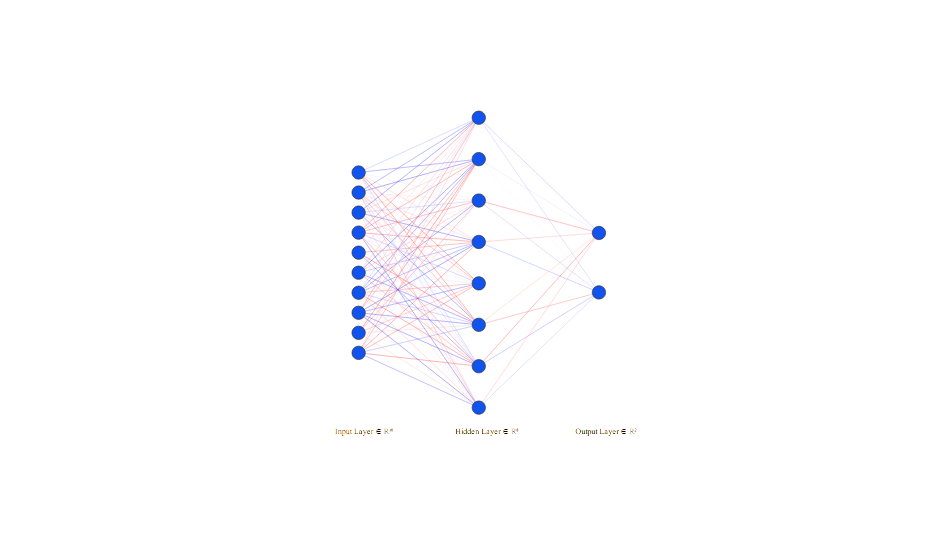 Input Layer ∈ ℝ¹⁰
Hidden Layer ∈ ℝ⁸
Output Layer ∈ ℝ²